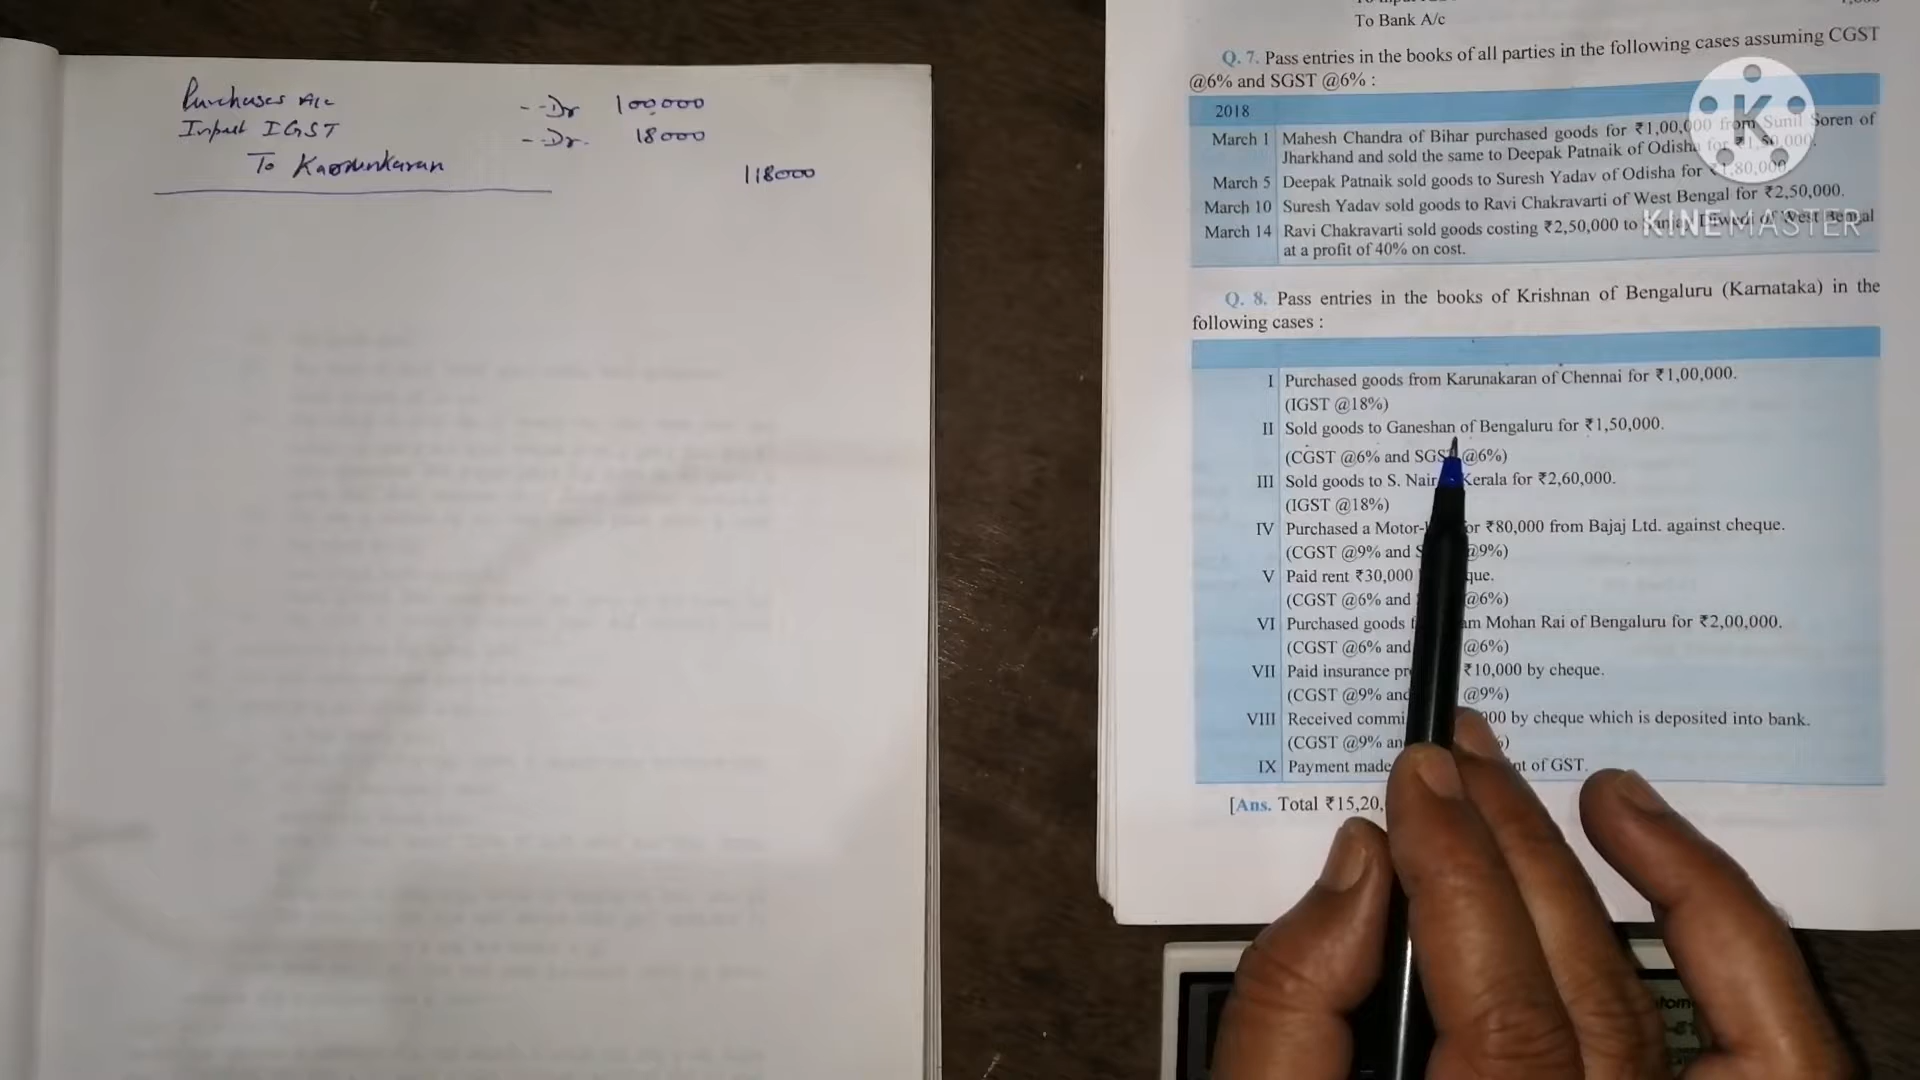 Purchases A/c --Dr 100,000
Input IGST --Dr. 18000
To Karunkaran 118000
To Bank A/c
Q. 7. Pass entries in the books of all parties in the following cases assuming CGST
@6% and SGST @6% :
2018
March 1 Mahesh Chandra of Bihar purchased goods for ₹1,00,000 from Sunil Soren of
Jharkhand and sold the same to Deepak Patnaik of Odisha for ₹1,50,000.
March 5 Deepak Patnaik sold goods to Suresh Yadav of Odisha for ₹1,80,000.
March 10 Suresh Yadav sold goods to Ravi Chakravarti of West Bengal for ₹2,50,000.
March 14 Ravi Chakravarti sold goods costing ₹2,50,000 to of West Bengal
at a profit of 40% on cost.
K
KINEMASTER
Q. 8. Pass entries in the books of Krishnan of Bengaluru (Karnataka) in the
following cases :
I Purchased goods from Karunakaran of Chennai for ₹1,00,000.
(IGST @18%)
II Sold goods to Ganeshan of Bengaluru for ₹1,50,000.
(CGST @6% and SGST @6%)
III Sold goods to S. Nair Kerala for ₹2,60,000.
(IGST @18%)
IV Purchased a Motor- ₹80,000 from Bajaj Ltd. against cheque.
(CGST @9% and @9%)
V Paid rent ₹30,000
(CGST @6% and @6%)
VI Purchased goods Mohan Rai of Bengaluru for ₹2,00,000.
(CGST @6% and @6%)
VII Paid insurance ₹10,000 by cheque.
(CGST @9% and @9%)
VIII Received by cheque which is deposited into bank.
(CGST @9%
IX Payment made of GST.
[Ans. Total ₹15,20,